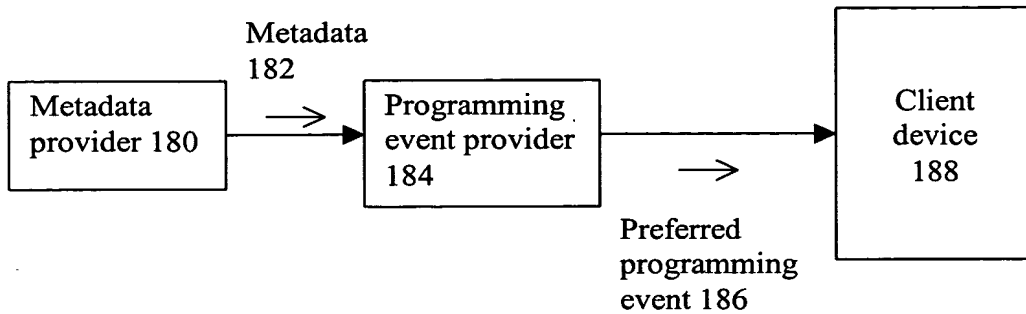 Metadata
182
Metadata
provider 180
Programming
event provider
184
Client
device
188
Preferred
programming
event 186